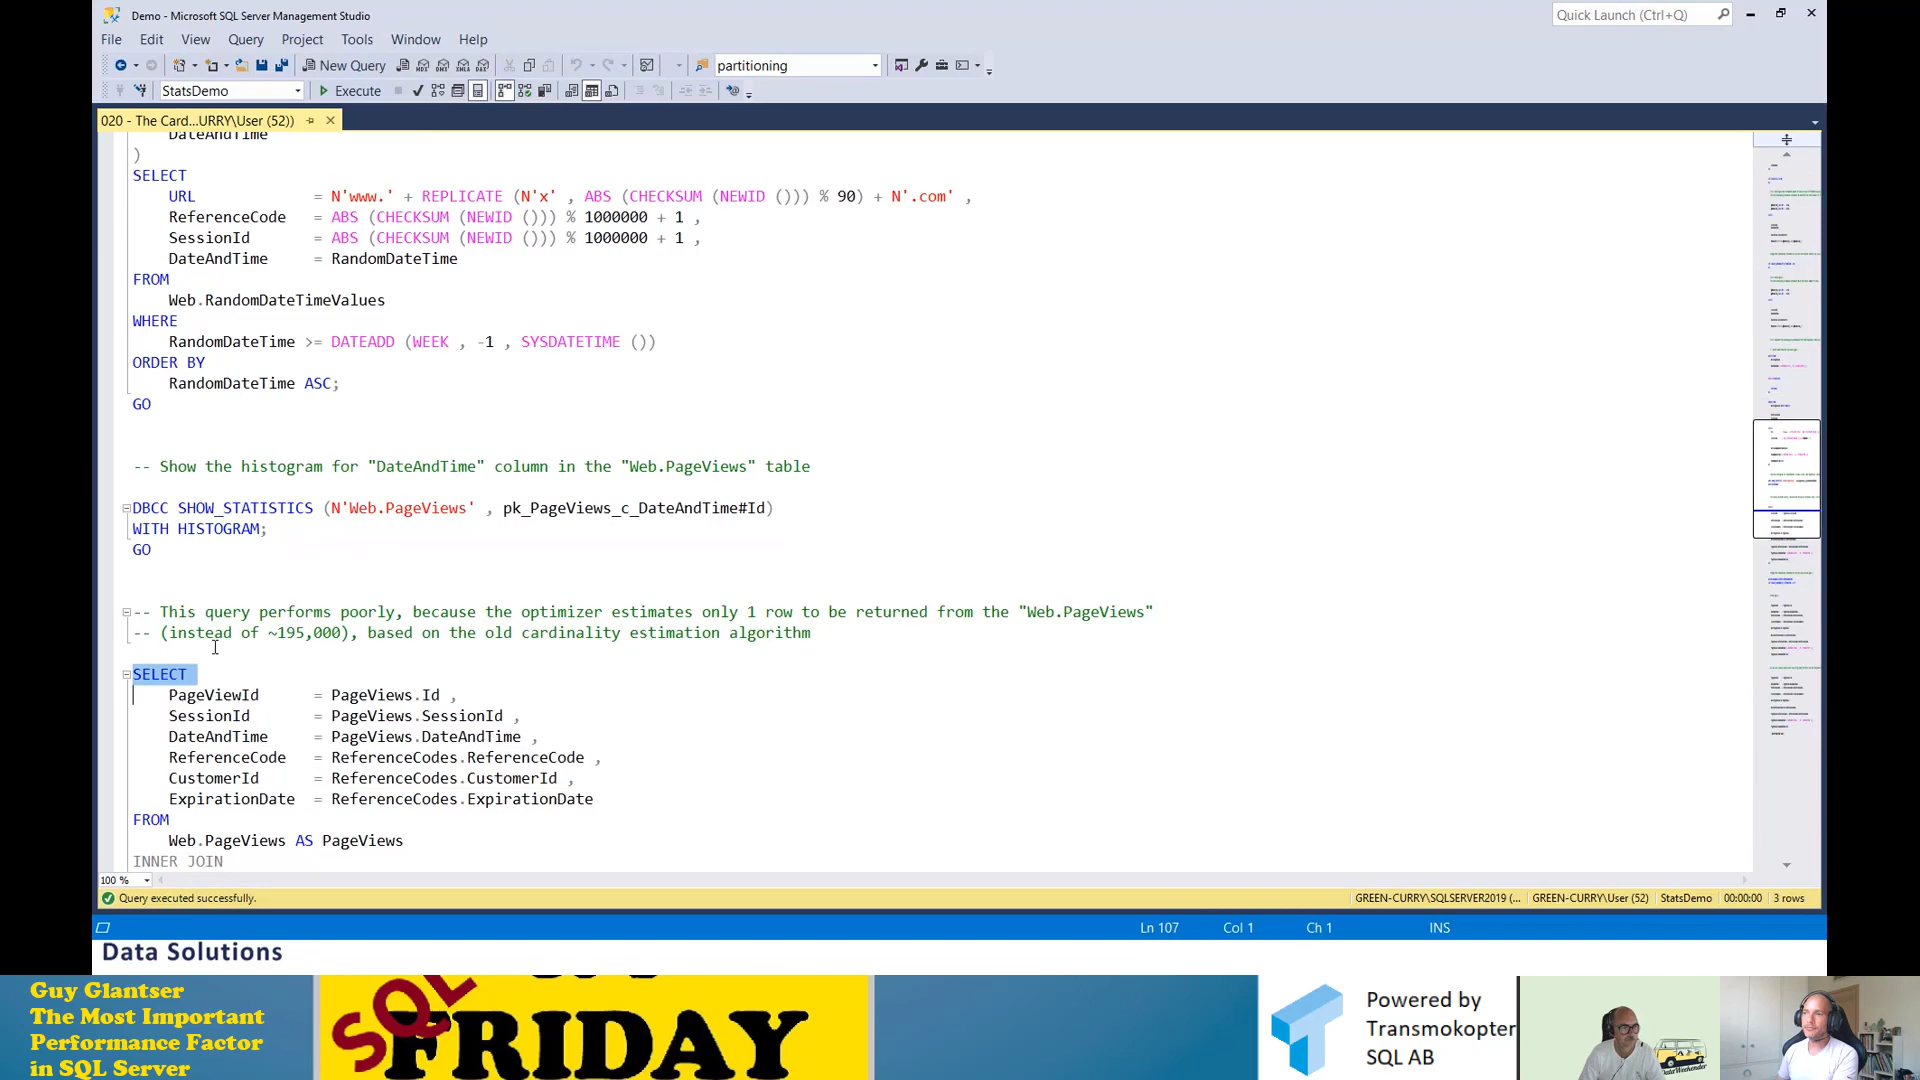 Demo - Microsoft SQL Server Management Studio
Quick Launch (Ctrl+Q)
File Edit View Query Project Tools Window Help
New Query
partitioning
StatsDemo
Execute
020 - The Card...URRY\User (52))
DateAndTime
)
SELECT
URL = N'www.' + REPLICATE (N'x' , ABS (CHECKSUM (NEWID ())) % 90) + N'.com' ,
ReferenceCode = ABS (CHECKSUM (NEWID ())) % 1000000 + 1 ,
SessionId = ABS (CHECKSUM (NEWID ())) % 1000000 + 1 ,
DateAndTime = RandomDateTime
FROM
Web.RandomDateTimeValues
WHERE
RandomDateTime >= DATEADD (WEEK , -1 , SYSDATETIME ())
ORDER BY
RandomDateTime ASC;
GO
-- Show the histogram for "DateAndTime" column in the "Web.PageViews" table
DBCC SHOW_STATISTICS (N'Web.PageViews' , pk_PageViews_c_DateAndTime#Id)
WITH HISTOGRAM;
GO
-- This query performs poorly, because the optimizer estimates only 1 row to be returned from the "Web.PageViews"
-- (instead of ~195,000), based on the old cardinality estimation algorithm
SELECT
PageViewId = PageViews.Id ,
SessionId = PageViews.SessionId ,
DateAndTime = PageViews.DateAndTime ,
ReferenceCode = ReferenceCodes.ReferenceCode ,
CustomerId = ReferenceCodes.CustomerId ,
ExpirationDate = ReferenceCodes.ExpirationDate
FROM
Web.PageViews AS PageViews
INNER JOIN
100 %
Query executed successfully.
GREEN-CURRY\SQLSERVER2019 (...
GREEN-CURRY\User (52)
StatsDemo
00:00:00
3 rows
Ln 107
Col 1
Ch 1
INS
Data Solutions
Guy Glantser
The Most Important
Performance Factor
in SQL Server
SQL
FRIDAY
Powered by
Transmokopter
SQL AB